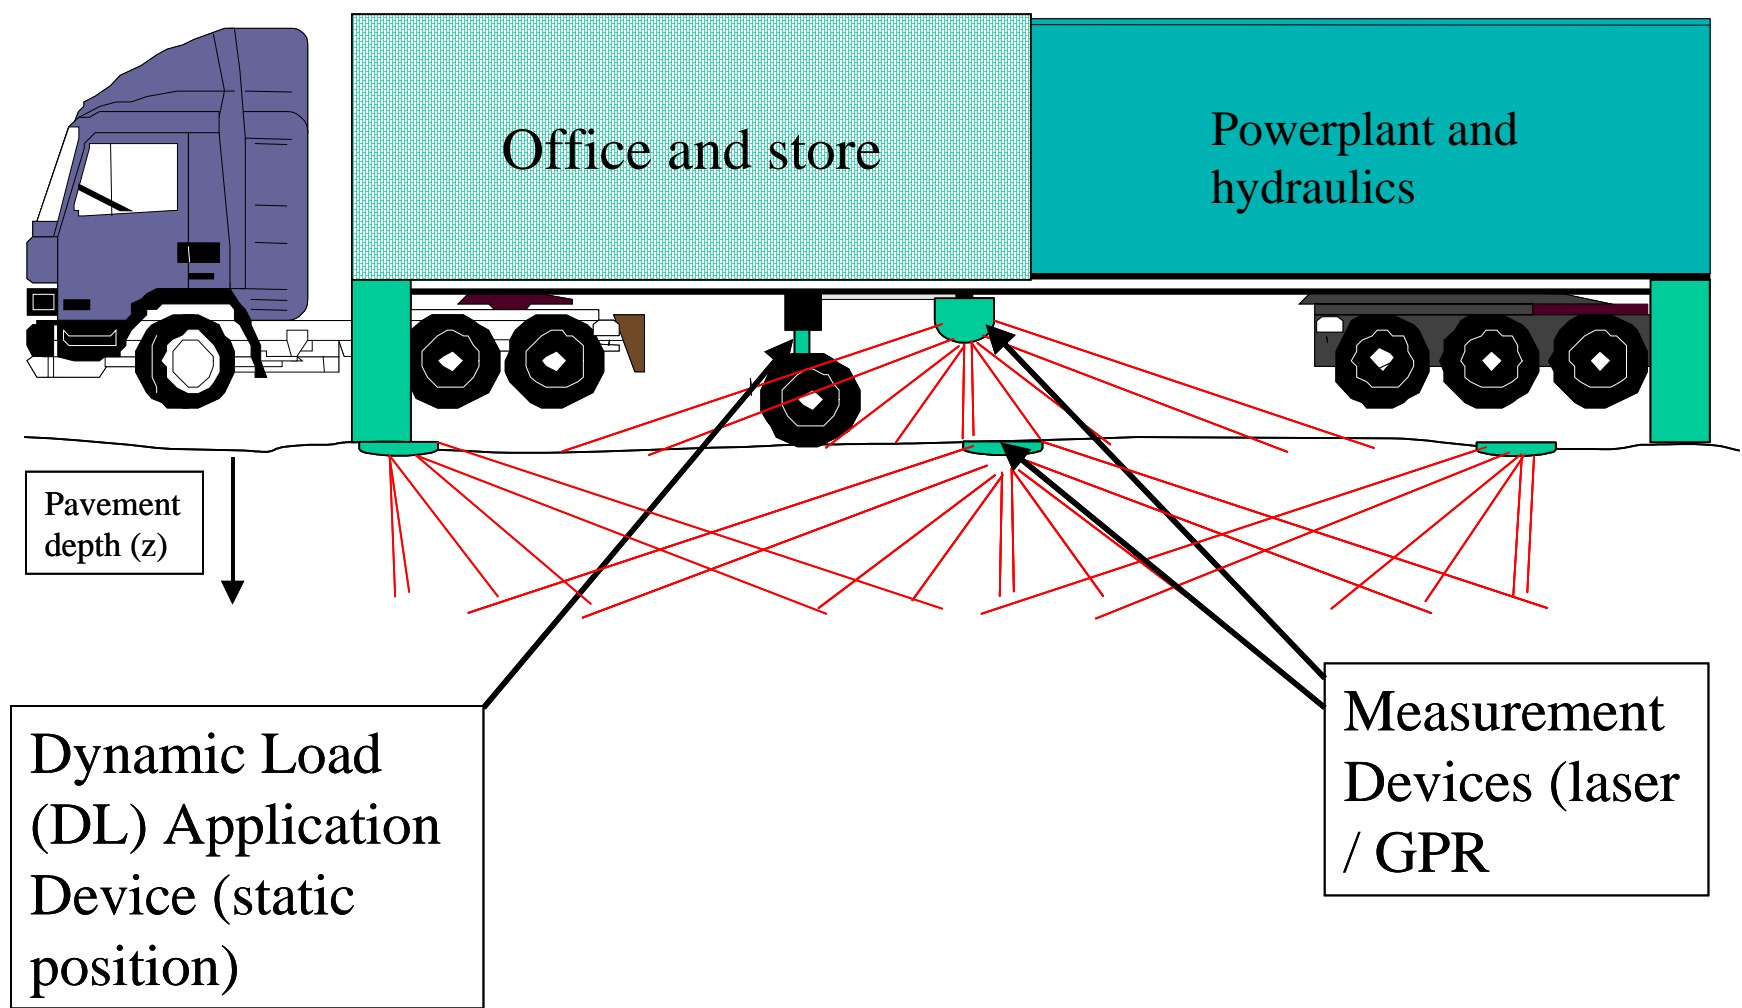 Office and store
Powerplant and
hydraulics
Pavement
depth (z)
Dynamic Load
(DL) Application
Device (static
position)
Measurement
Devices (laser
/ GPR